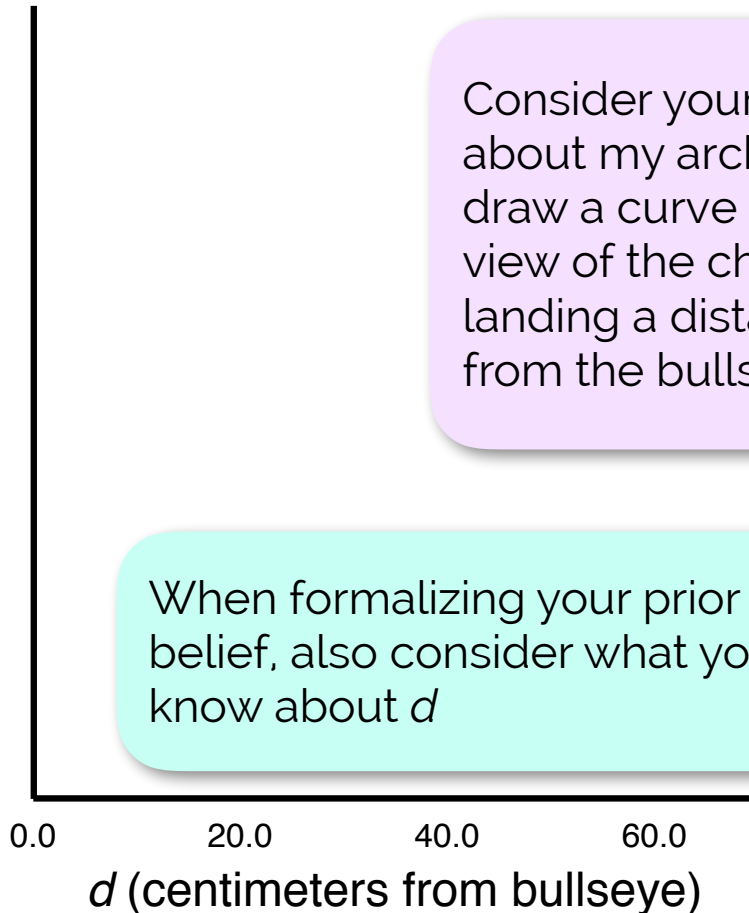 Consider your
about my
draw a curve
view of the
landing a
from the
When formalizing your prior
belief, also consider what
know about d
0.0 20.0 40.0 60.0
d (centimeters from bullseye)